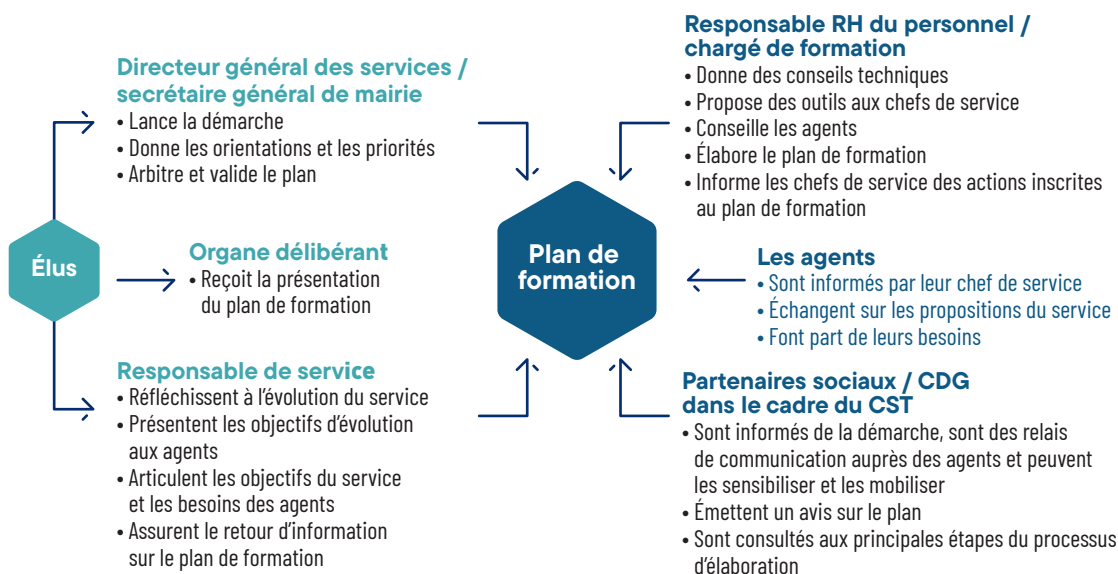 Élus
Directeur général des services /
secrétaire général de mairie
• Lance la démarche
• Donne les orientations et les priorités
• Arbitre et valide le plan
Organe délibérant
• Reçoit la présentation
du plan de formation
Responsable de service
• Réfléchissent à l’évolution du service
• Présentent les objectifs d’évolution
aux agents
• Articulent les objectifs du service
et les besoins des agents
• Assurent le retour d’information
sur le plan de formation
Plan de
formation
Responsable RH du personnel /
chargé de formation
• Donne des conseils techniques
• Propose des outils aux chefs de service
• Conseille les agents
• Élabore le plan de formation
• Informe les chefs de service des actions inscrites
au plan de formation
Les agents
• Sont informés par leur chef de service
• Échangent sur les propositions du service
• Font part de leurs besoins
Partenaires sociaux / CDG
dans le cadre du CST
• Sont informés de la démarche, sont des relais
de communication auprès des agents et peuvent
les sensibiliser et les mobiliser
• Émettent un avis sur le plan
• Sont consultés aux principales étapes du processus
d’élaboration